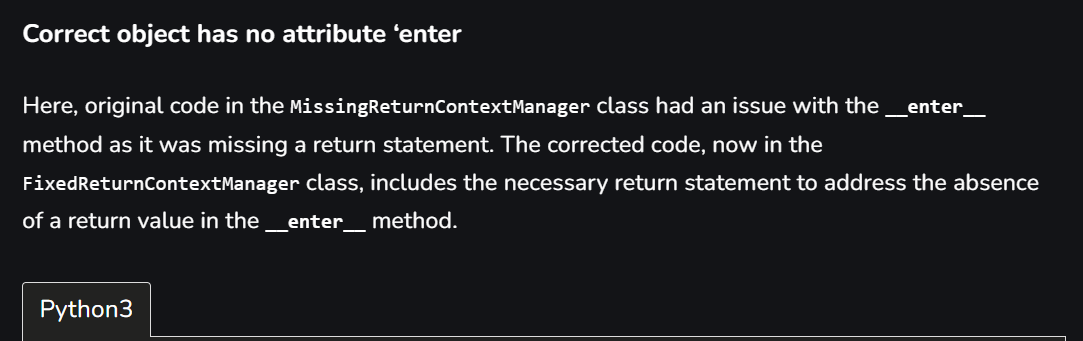 Correct object has no attribute ‘enter
Here, original code in the MissingReturnContextManager class had an issue with the __enter__
method as it was missing a return statement. The corrected code, now in the
FixedReturnContextManager class, includes the necessary return statement to address the absence
of a return value in the __enter__ method.
Python3